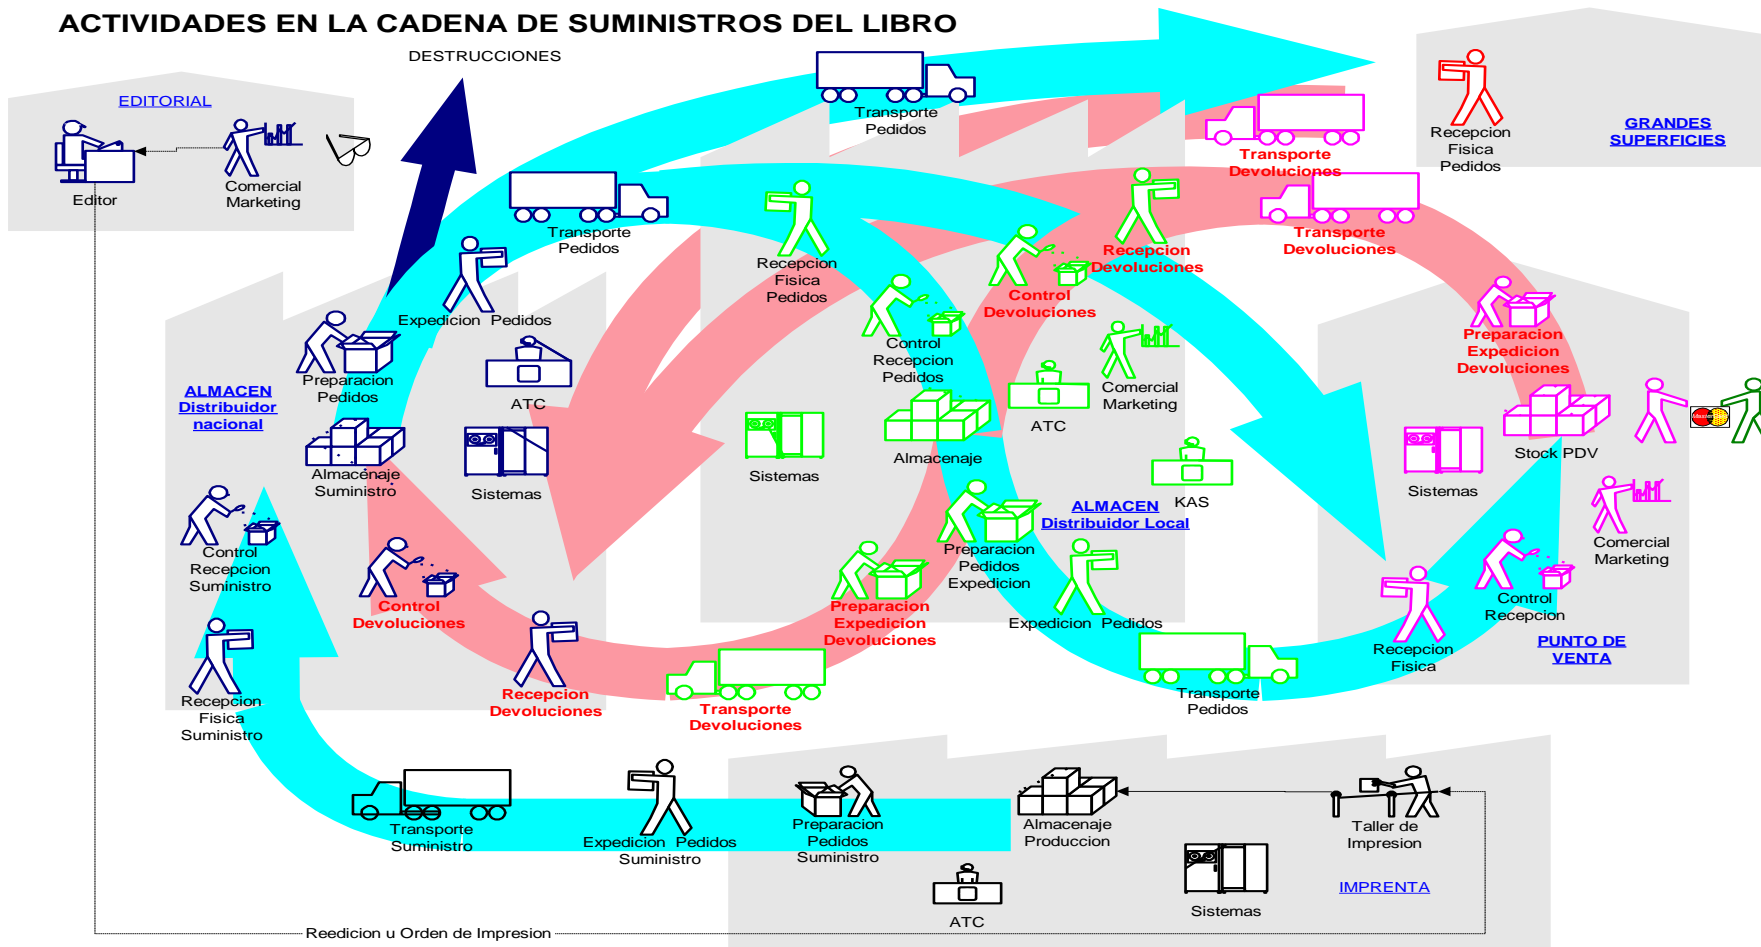 ACTIVIDADES EN LA CADENA DE SUMINISTROS DEL LIBRO
DESTRUCCIONES
EDITORIAL
Editor
Comercial
Marketing
Transporte
Pedidos
Transporte
Devoluciones
Recepcion
Fisica
Pedidos
GRANDES
SUPERFICIES
Transporte
Pedidos
Transporte
Devoluciones
Expedicion Pedidos
Recepcion
Fisica
Pedidos
Recepcion
Devoluciones
Control
Devoluciones
Preparacion
Pedidos
ATC
ALMACEN
Distribuidor
nacional
Control
Recepcion
Pedidos
ATC
Comercial
Marketing
Preparacion
Expedicion
Devoluciones
Almacenaje
Suministro
Sistemas
Sistemas
Almacenaje
KAS
Sistemas
Stock PDV
Master
Comercial
Marketing
ALMACEN
Distribuidor Local
Control
Recepcion
Suministro
Control
Devoluciones
Preparacion
Expedicion
Devoluciones
Preparacion
Pedidos
Expedicion
Expedicion Pedidos
Recepcion
Fisica
Control
Recepcion
PUNTO DE
VENTA
Recepcion
Fisica
Suministro
Recepcion
Devoluciones
Transporte
Devoluciones
Transporte
Pedidos
Transporte
Suministro
Expedicion Pedidos
Suministro
Preparacion
Pedidos
Suministro
Almacenaje
Produccion
Taller de
Impresion
ATC
Sistemas
IMPRENTA
Reedicion u Orden de Impresion